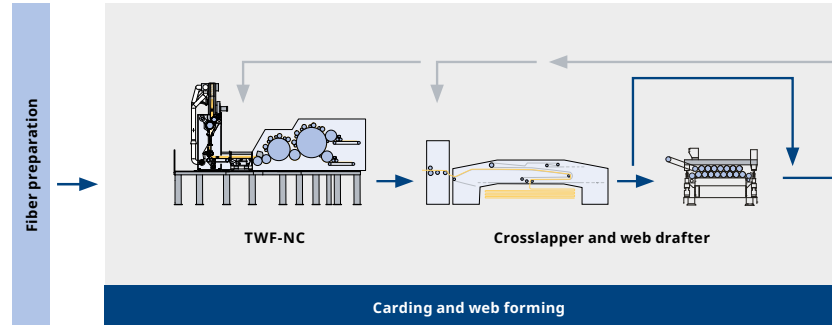 Fiber preparation
TWF-NC
Crosslapper and web drafter
Carding and web forming